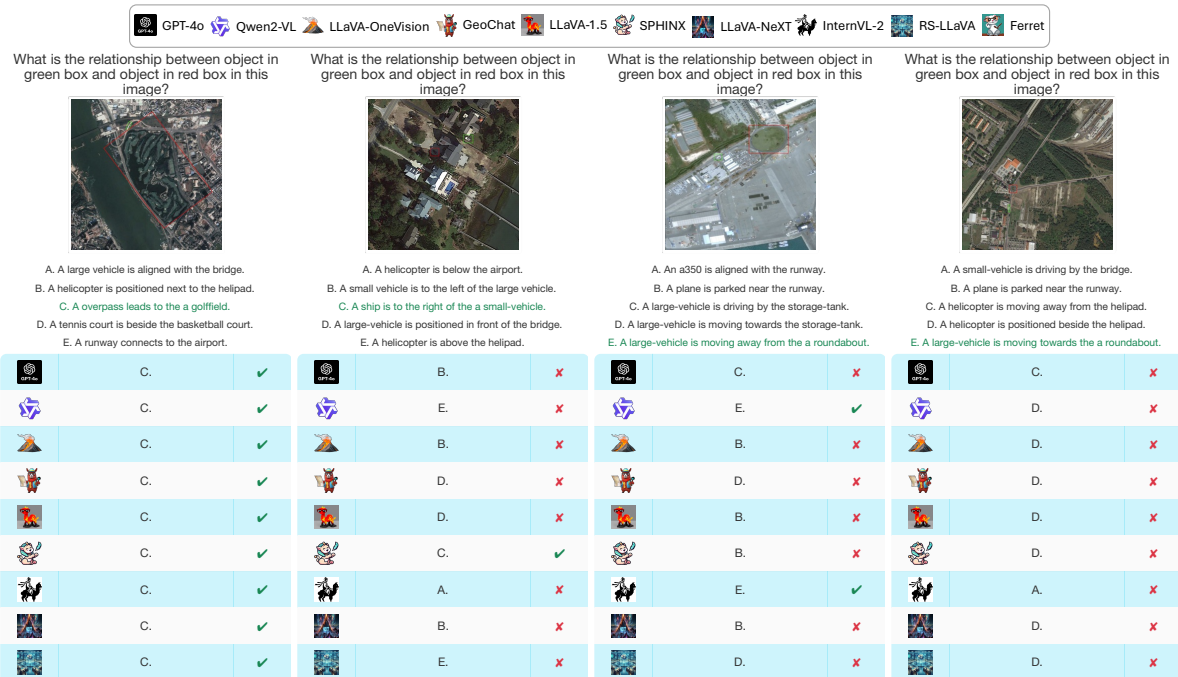 GPT-4o Qwen2-VL LLaVA-OneVision GeoChat LLaVA-1.5 SPHINX LLaVA-NeXT InternVL-2 RS-LLaVA Ferret
What is the relationship between object in
green box and object in red box in this
image?
A. A large vehicle is aligned with the bridge.
B. A helicopter is positioned next to the helipad.
C. A overpass leads to the a golffield.
D. A tennis court is beside the basketball court.
E. A runway connects to the airport.
GPT-4o C. ✔
C. ✔
C. ✔
C. ✔
C. ✔
C. ✔
C. ✔
C. ✔
C. ✔
What is the relationship between object in
green box and object in red box in this
image?
A. A helicopter is below the airport.
B. A small vehicle is to the left of the large vehicle.
C. A ship is to the right of the a small-vehicle.
D. A large-vehicle is positioned in front of the bridge.
E. A helicopter is above the helipad.
GPT-4o B. ✘
E. ✘
B. ✘
D. ✘
D. ✘
C. ✔
A. ✘
B. ✘
E. ✘
What is the relationship between object in
green box and object in red box in this
image?
A. An a350 is aligned with the runway.
B. A plane is parked near the runway.
C. A large-vehicle is driving by the storage-tank.
D. A large-vehicle is moving towards the storage-tank.
E. A large-vehicle is moving away from the a roundabout.
GPT-4o C. ✘
E. ✔
B. ✘
D. ✘
B. ✘
B. ✘
E. ✔
B. ✘
D. ✘
What is the relationship between object in
green box and object in red box in this
image?
A. A small-vehicle is driving by the bridge.
B. A plane is parked near the runway.
C. A helicopter is moving away from the helipad.
D. A helicopter is positioned beside the helipad.
E. A large-vehicle is moving towards the a roundabout.
GPT-4o C. ✘
D. ✘
D. ✘
D. ✘
D. ✘
D. ✘
A. ✘
D. ✘
D. ✘